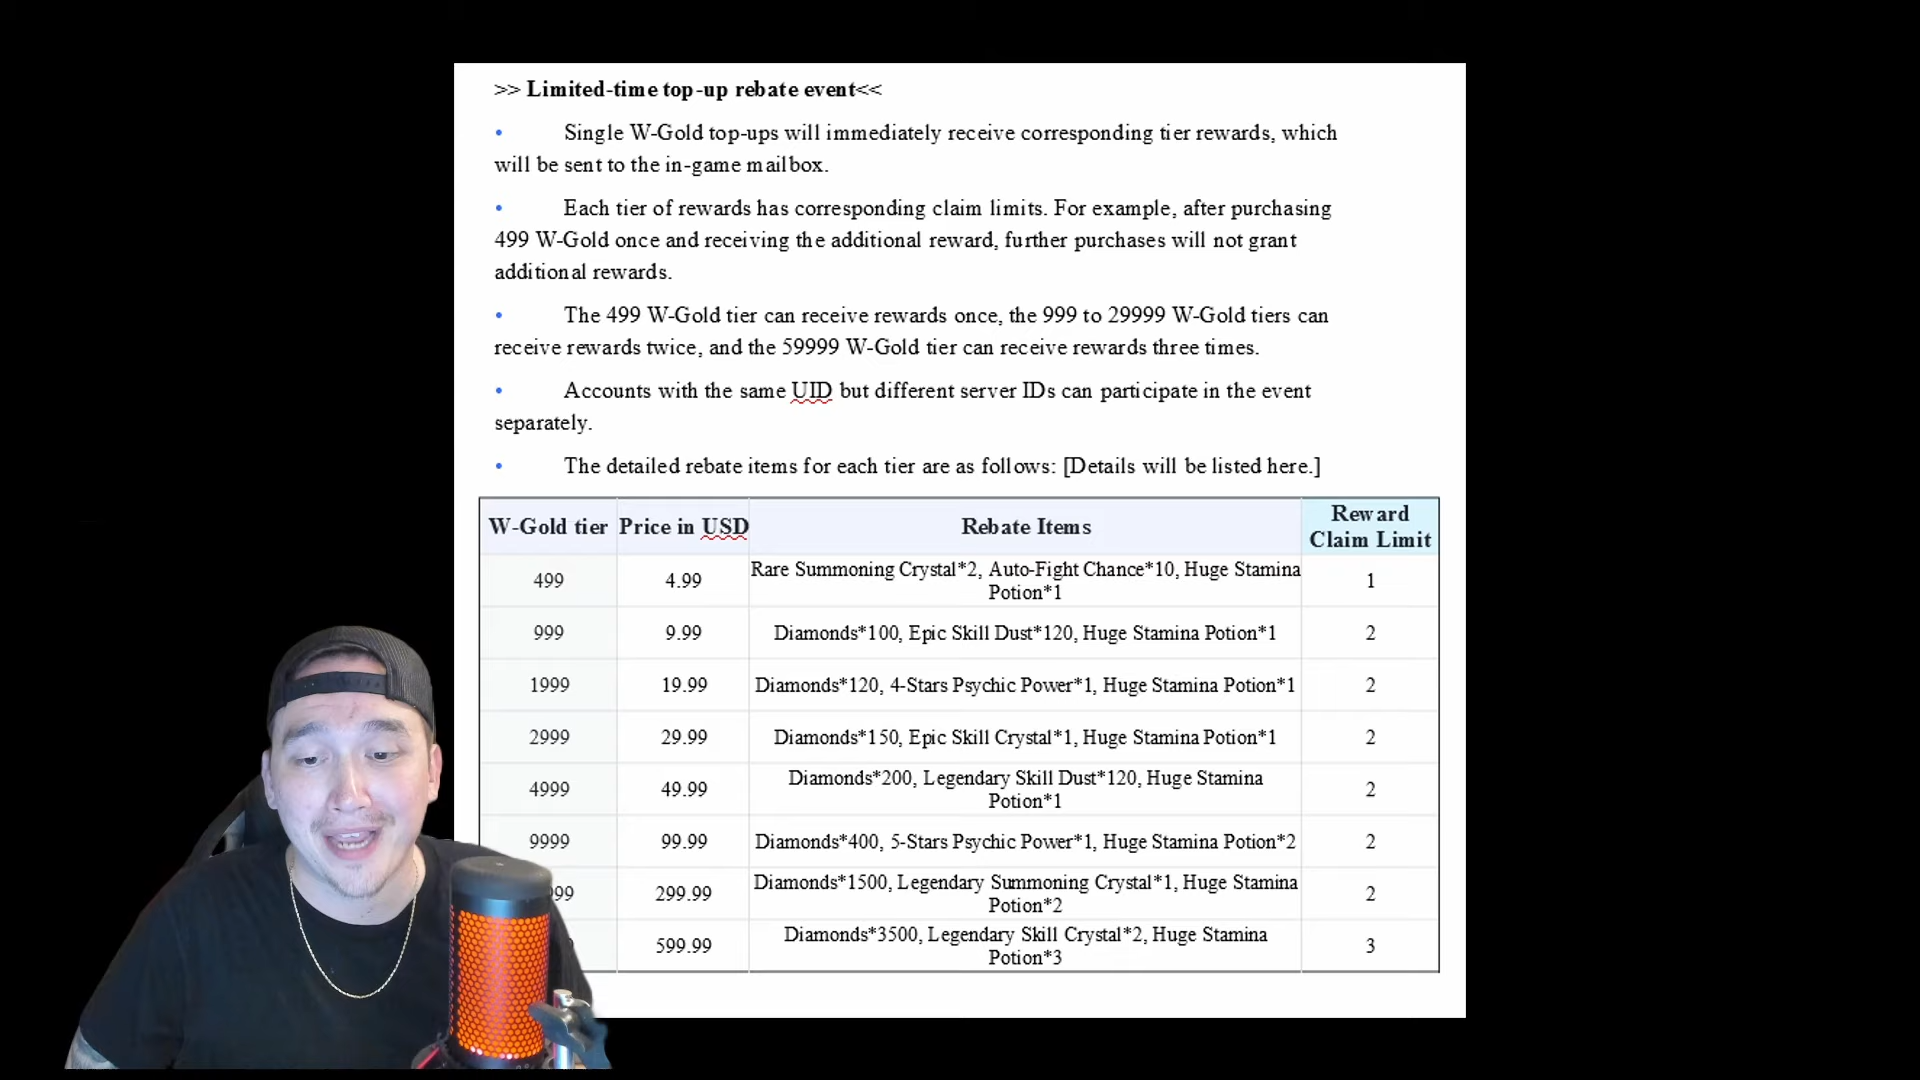 >> Limited-time top-up rebate event<<
• Single W-Gold top-ups will immediately receive corresponding tier rewards, which
will be sent to the in-game mailbox.
• Each tier of rewards has corresponding claim limits. For example, after purchasing
499 W-Gold once and receiving the additional reward, further purchases will not grant
additional rewards.
• The 499 W-Gold tier can receive rewards once, the 999 to 29999 W-Gold tiers can
receive rewards twice, and the 59999 W-Gold tier can receive rewards three times.
• Accounts with the same UID but different server IDs can participate in the event
separately.
• The detailed rebate items for each tier are as follows: [Details will be listed here.]
W-Gold tier Price in USD Rebate Items Reward Claim Limit
499 4.99 Rare Summoning Crystal*2, Auto-Fight Chance*10, Huge Stamina
Potion*1 1
999 9.99 Diamonds*100, Epic Skill Dust*120, Huge Stamina Potion*1 2
1999 19.99 Diamonds*120, 4-Stars Psychic Power*1, Huge Stamina Potion*1 2
2999 29.99 Diamonds*150, Epic Skill Crystal*1, Huge Stamina Potion*1 2
4999 49.99 Diamonds*200, Legendary Skill Dust*120, Huge Stamina
Potion*1 2
9999 99.99 Diamonds*400, 5-Stars Psychic Power*1, Huge Stamina Potion*2 2
299.99 Diamonds*1500, Legendary Summoning Crystal*1, Huge Stamina
Potion*2 2
599.99 Diamonds*3500, Legendary Skill Crystal*2, Huge Stamina
Potion*3 3